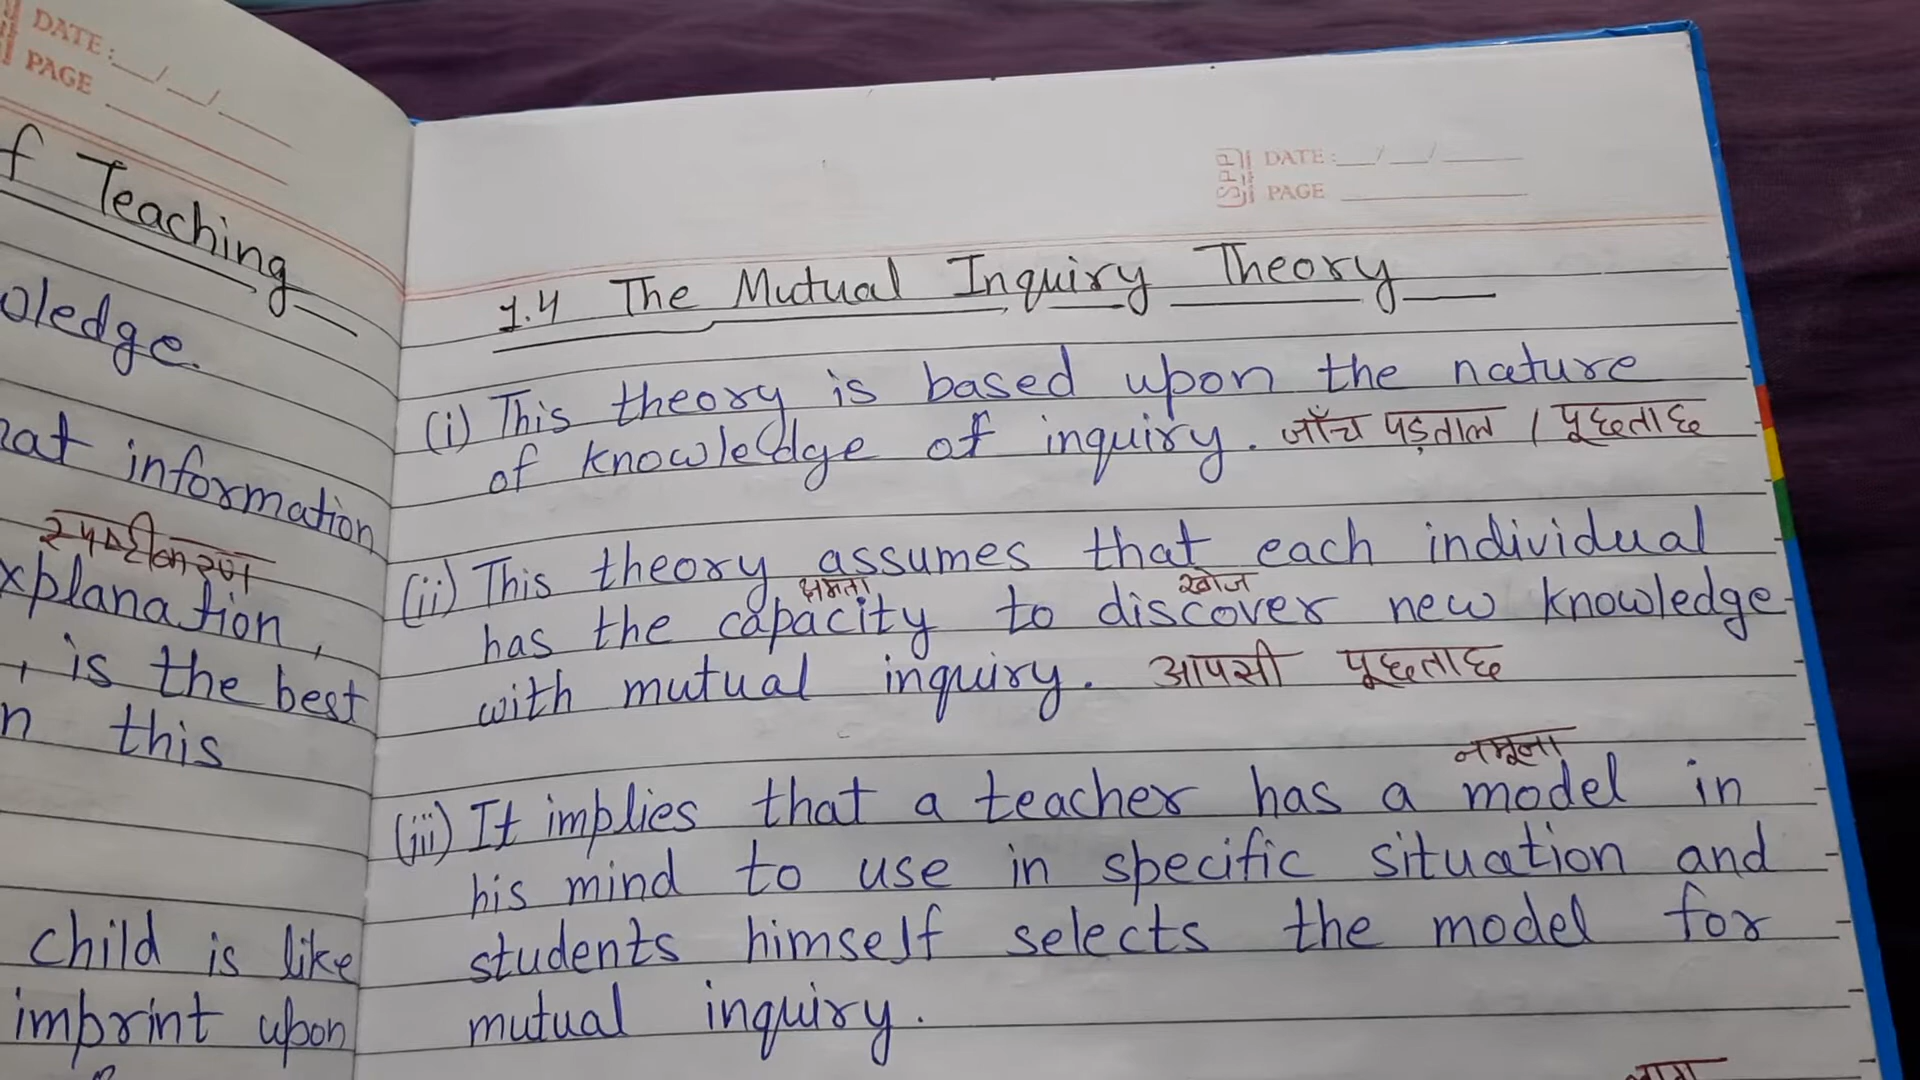 DATE:
PAGE
f Teaching
oledge.
hat information
स्पष्टीकरण
xplanation,
, is the best
n this
child is like
imprint upon
DATE:
PAGE
1.4 The Mutual Inquiry Theory
(i) This theory is based upon the nature
of knowledge of inquiry. जाँच पड़ताल / पूछताछ
(ii) This theory assumes that each individual
क्षमता खोज
has the capacity to discover new knowledge
with mutual inquiry. आपसी पूछताछ
नमूना
(iii) It implies that a teacher has a model in
his mind to use in specific situation and
students himself selects the model for
mutual inquiry.